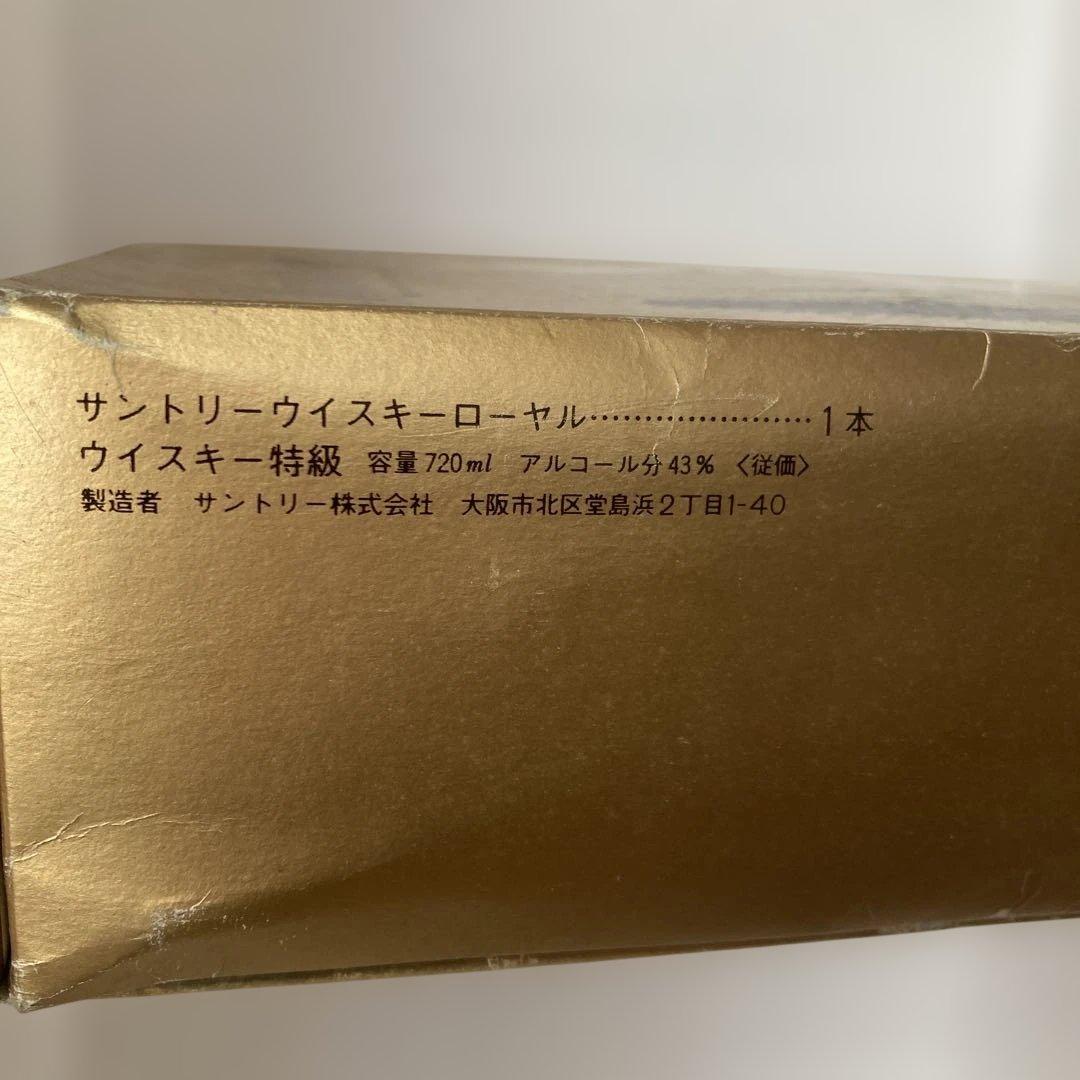 サントリーウイスキーローヤル‥‥‥‥‥‥‥‥‥‥1本
ウイスキー特級 容量720ml アルコール分43% 〈従価〉
製造者 サントリー株式会社 大阪市北区堂島浜2丁目1-40